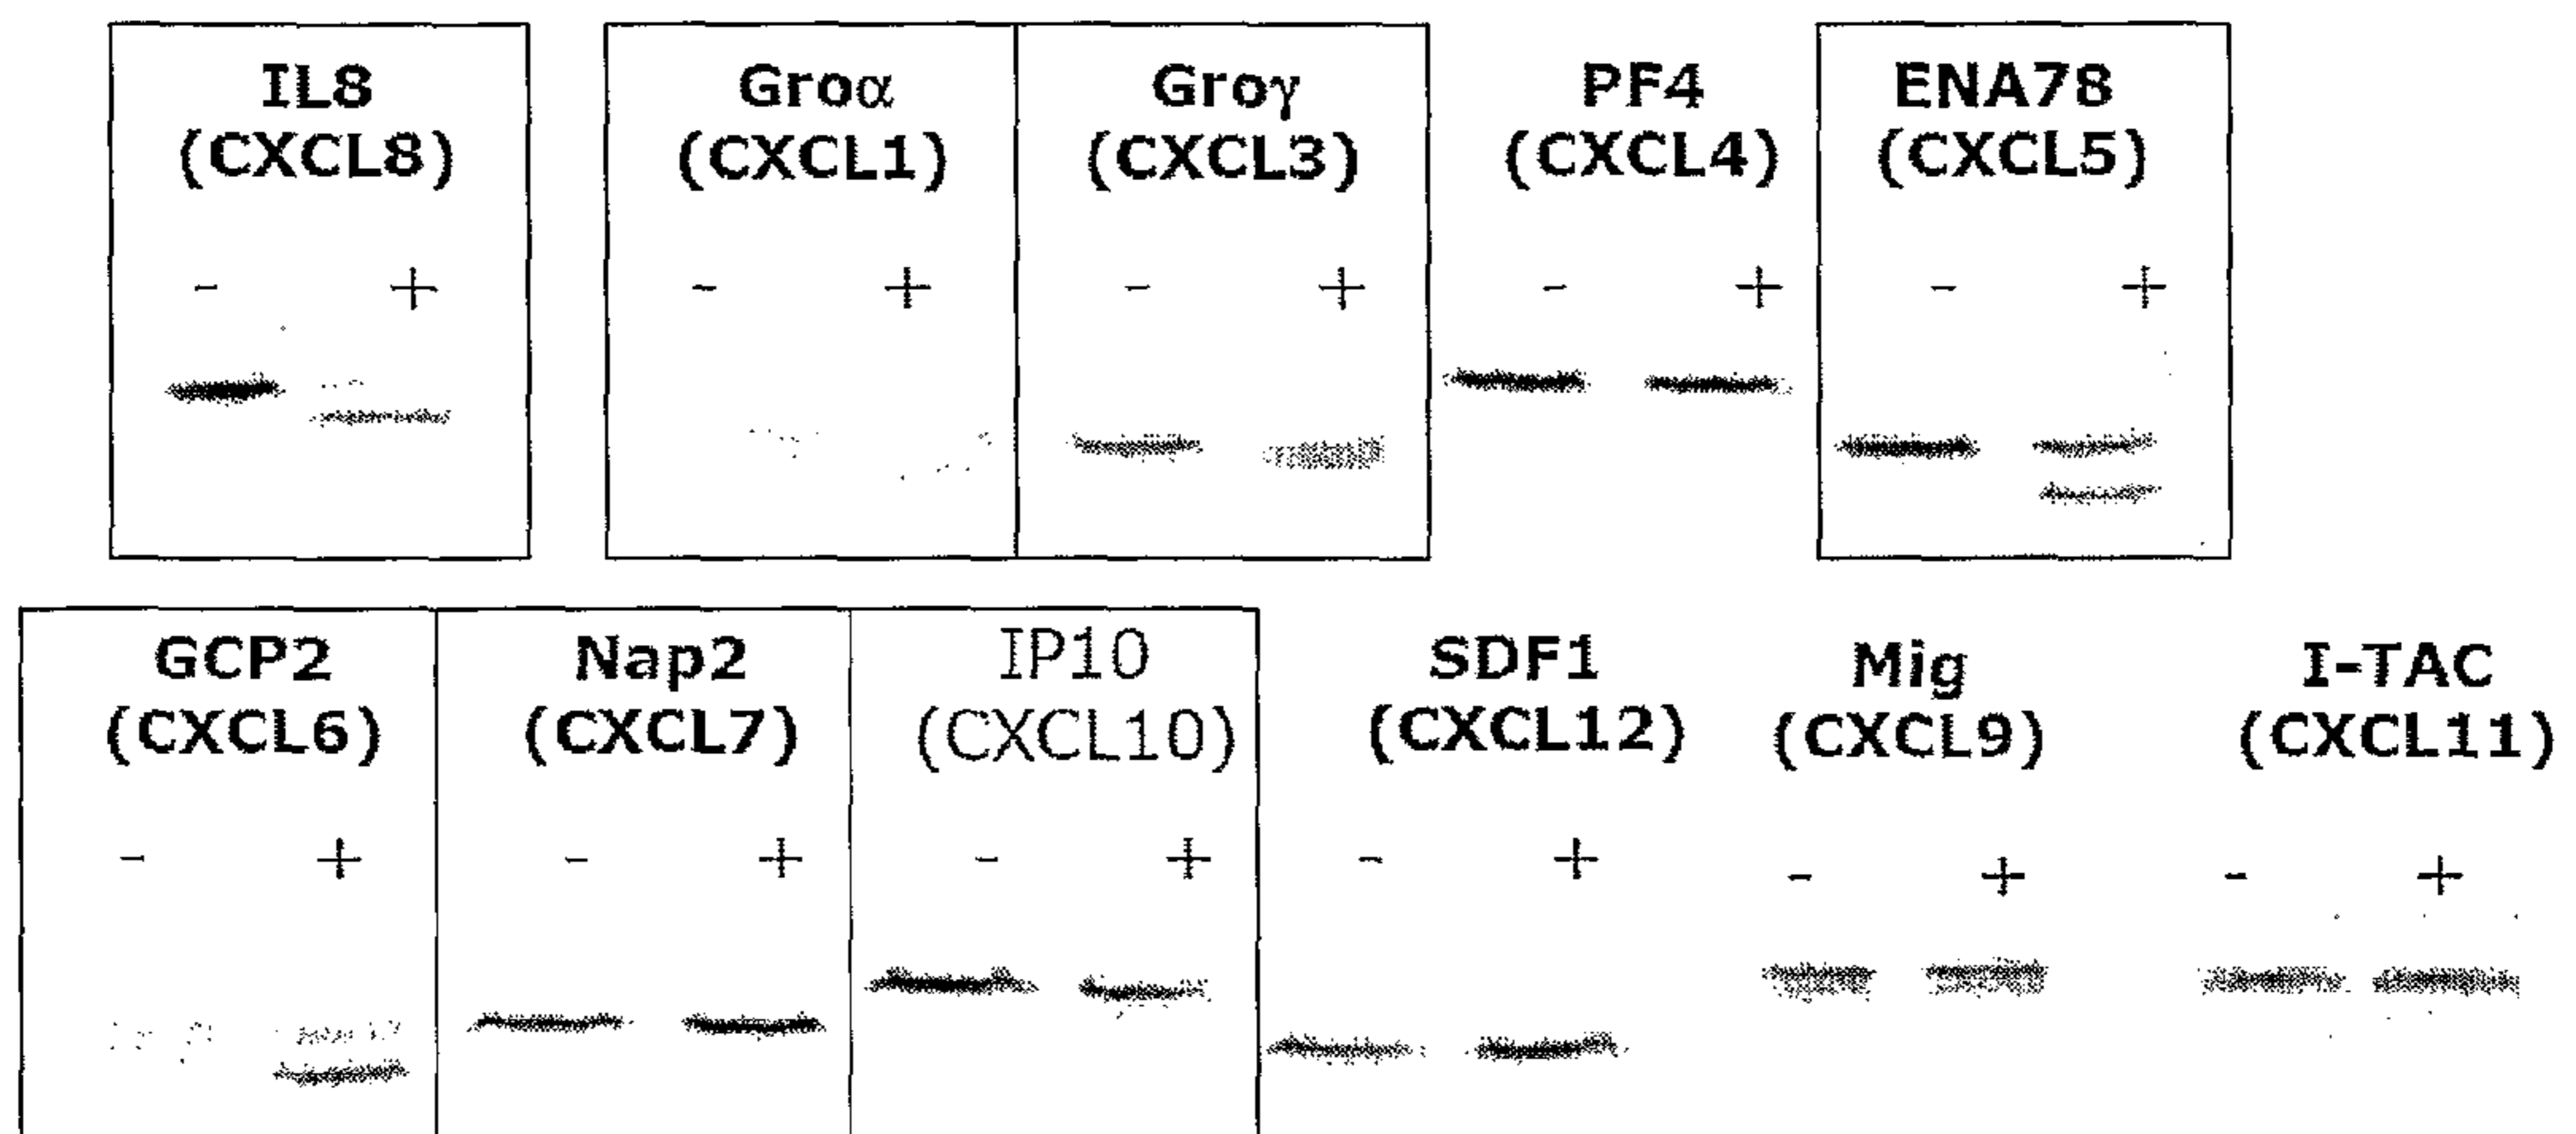 IL8
(CXCL8)
- +
Groα
(CXCL1)
- +
Groγ
(CXCL3)
- +
PF4
(CXCL4)
- +
ENA78
(CXCL5)
- +
GCP2
(CXCL6)
- +
Nap2
(CXCL7)
- +
IP10
(CXCL10)
- +
SDF1
(CXCL12)
- +
Mig
(CXCL9)
- +
I-TAC
(CXCL11)
- +